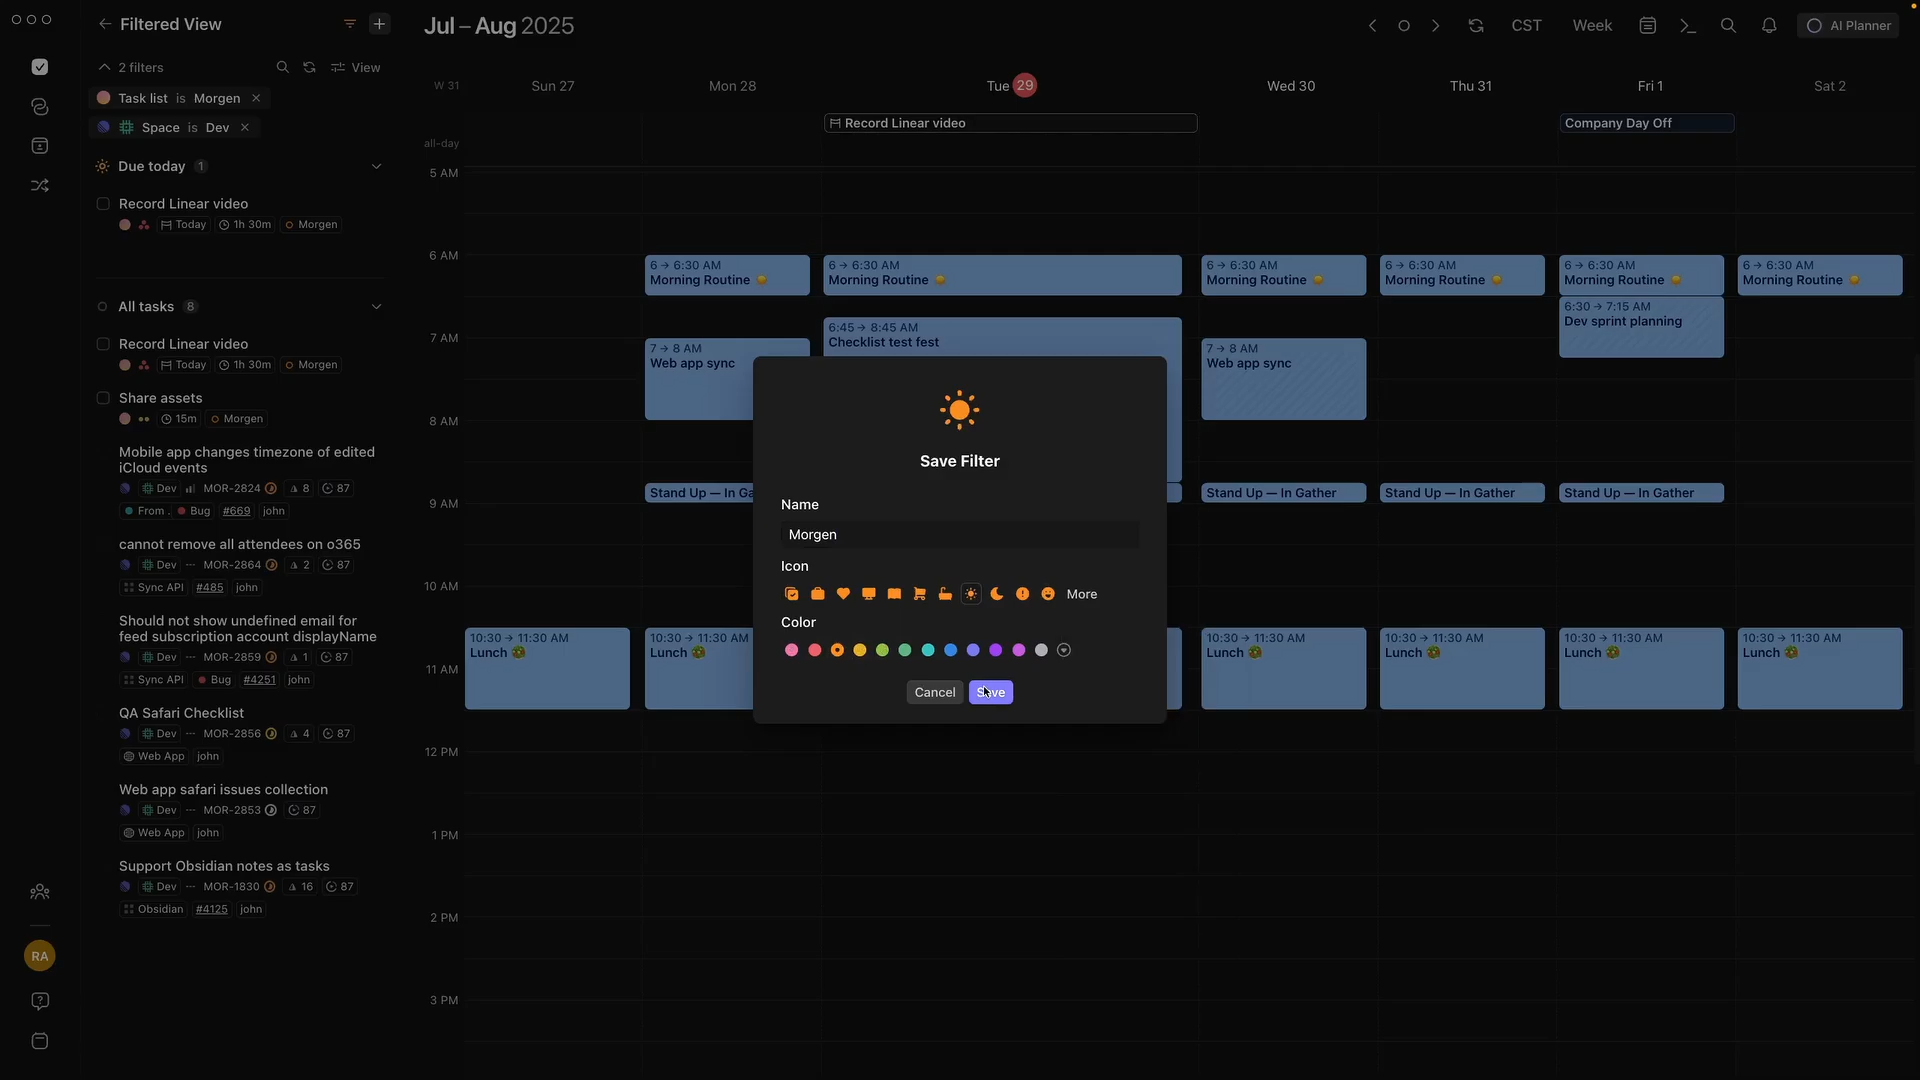 Filtered View
2 filters
View
Task list is Morgen
Space is Dev
Due today 1
Record Linear video
Today 1h 30m Morgen
All tasks 8
Record Linear video
Today 1h 30m Morgen
Share assets
15m Morgen
Mobile app changes timezone of edited
iCloud events
Dev MOR-2824 8 87
From . Bug #669 john
cannot remove all attendees on o365
Dev MOR-2864 2 87
Sync API #485 john
Should not show undefined email for
feed subscription account displayName
Dev MOR-2859 1 87
Sync API Bug #4251 john
QA Safari Checklist
Dev MOR-2856 4 87
Web App john
Web app safari issues collection
Dev MOR-2853 87
Web App john
Support Obsidian notes as tasks
Dev MOR-1830 16 87
Obsidian #4125 john
RA
Jul – Aug 2025
CST
Week
AI Planner
W 31
Sun 27
Mon 28
Tue 29
Wed 30
Thu 31
Fri 1
Sat 2
all-day
Record Linear video
Company Day Off
5 AM
6 AM
7 AM
8 AM
9 AM
10 AM
11 AM
12 PM
1 PM
2 PM
3 PM
10:30 → 11:30 AM
Lunch
6 → 6:30 AM
Morning Routine
7 → 8 AM
Web app sync
Stand Up — In Ga
10:30 → 11:30 AM
Lunch
6 → 6:30 AM
Morning Routine
6:45 → 8:45 AM
Checklist test fest
6 → 6:30 AM
Morning Routine
7 → 8 AM
Web app sync
Stand Up — In Gather
10:30 → 11:30 AM
Lunch
6 → 6:30 AM
Morning Routine
Stand Up — In Gather
10:30 → 11:30 AM
Lunch
6 → 6:30 AM
Morning Routine
6:30 → 7:15 AM
Dev sprint planning
Stand Up — In Gather
10:30 → 11:30 AM
Lunch
6 → 6:30 AM
Morning Routine
10:30 → 11:30 AM
Lunch
Save Filter
Name
Morgen
Icon
More
Color
Cancel
Save